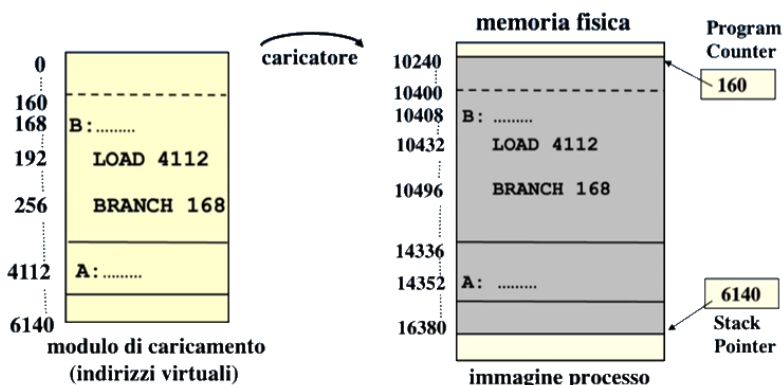 memoria fisica
Program
Counter
caricatore
0
160
168
192
256
4112
6140
B:.........
LOAD 4112
BRANCH 168
A:.........
modulo di caricamento
(indirizzi virtuali)
10240
10400
10408
10432
10496
14336
14352
16380
B: .........
LOAD 4112
BRANCH 168
A: .........
immagine processo
160
6140
Stack
Pointer